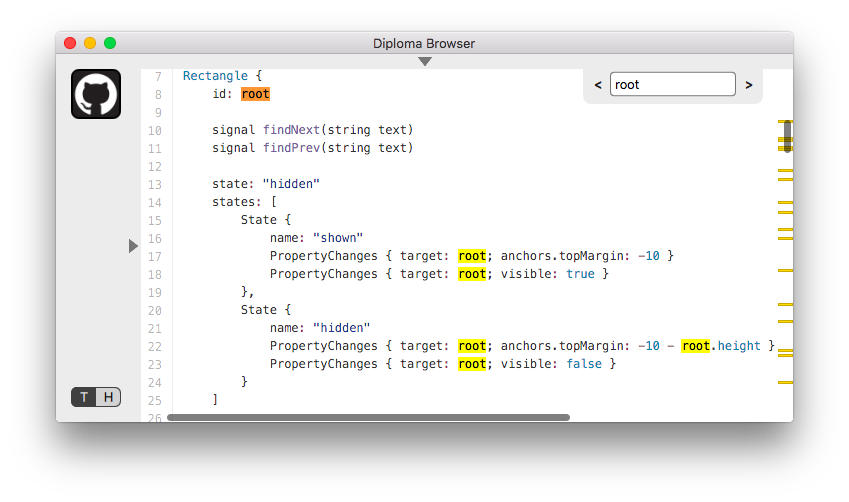 Diploma Browser
< root >
7 Rectangle {
8 id: root
9
10 signal findNext(string text)
11 signal findPrev(string text)
12
13 state: "hidden"
14 states: [
15 State {
16 name: "shown"
17 PropertyChanges { target: root; anchors.topMargin: -10 }
18 PropertyChanges { target: root; visible: true }
19 },
20 State {
21 name: "hidden"
22 PropertyChanges { target: root; anchors.topMargin: -10 - root.height }
23 PropertyChanges { target: root; visible: false }
24 }
25 ]
26
T H